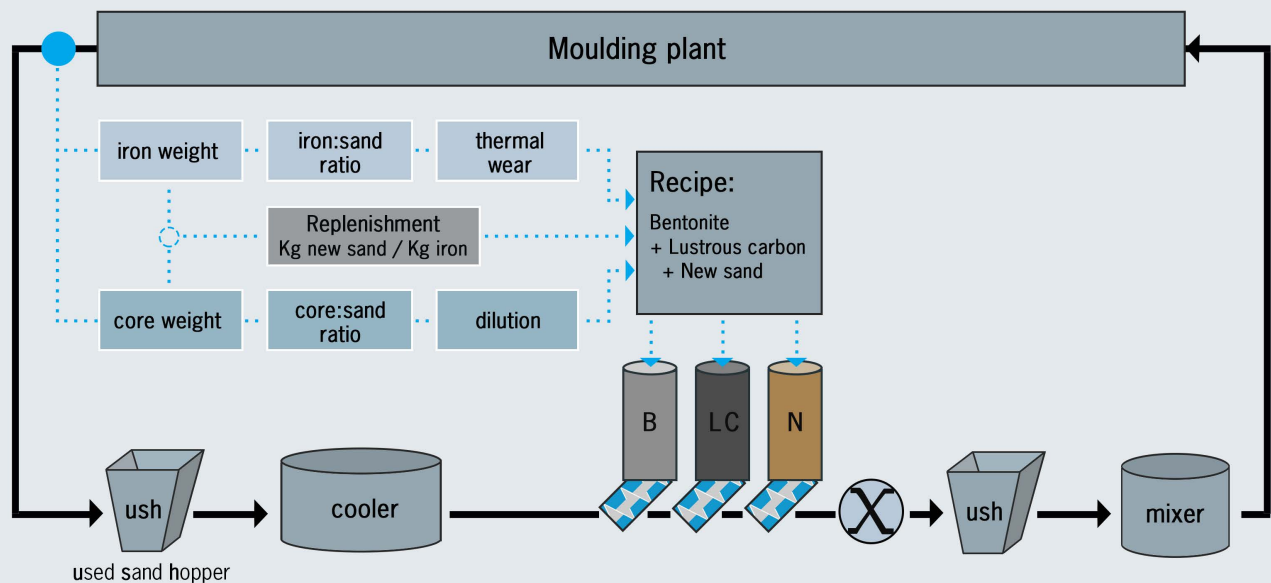 Moulding plant
iron weight
iron:sand
ratio
thermal
wear
Recipe:
Bentonite
+ Lustrous carbon
+ New sand
Replenishment
Kg new sand / Kg iron
core weight
core:sand
ratio
dilution
B
LC
N
ush
cooler
ush
mixer
used sand hopper